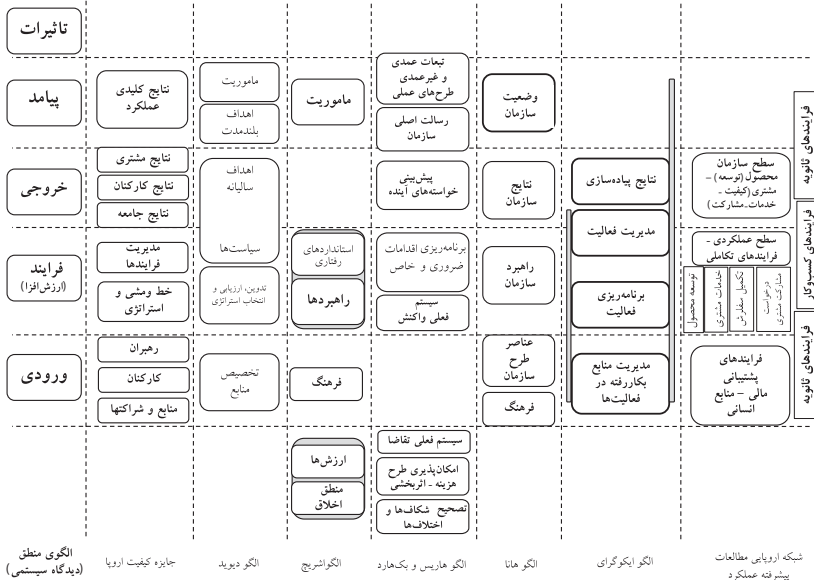 تاثیرات
پیامد
خروجی
فرایند
(ارزش‌افزا)
ورودی
الگوی منطق
(دیدگاه سیستمی)
نتایج کلیدی
عملکرد
نتایج مشتری
نتایج کارکنان
نتایج جامعه
مدیریت
فرایندها
خط ومشی و
استراتژی
رهبران
کارکنان
منابع و شراکتها
جایزه کیفیت اروپا
ماموریت
اهداف
بلندمدت
اهداف
سالیانه
سیاست‌ها
تدوین، ارزیابی و
انتخاب استراتژی
تخصیص
منابع
الگو دیوید
ماموریت
استانداردهای
رفتاری
راهبردها
فرهنگ
ارزش‌ها
منطق
اخلاق
الگواشریج
تبعات عمدی
و غیرعمدی
طرح‌های عملی
رسالت اصلی
سازمان
پیش‌بینی
خواسته‌های آینده
برنامه‌ریزی اقدامات
ضروری و خاص
سیستم
فعلی واکنش
سیستم فعلی تقاضا
امکان‌پذیری طرح
هزینه - اثربخشی
تصحیح شکاف‌ها و
اختلاف‌ها
الگو هاریس و بک‌هارد
وضعیت
سازمان
نتایج
سازمان
راهبرد
سازمان
عناصر
طرح
سازمان
فرهنگ
الگو هانا
نتایج پیاده‌سازی
مدیریت فعالیت
برنامه‌ریزی
فعالیت
مدیریت منابع
بکاررفته در
فعالیت‌ها
الگو ایکوگرای
سطح سازمان
محصول(توسعه) –
مشتری(کیفیت -
خدمات-مشارکت)
سطح عملکردی -
فرایندهای تکاملی
توسعه محصول
خدمات مشتری
تکمیل سفارش
درخواست
مشارکت مشتری
فرایندهای
پشتیبانی
مالی – منابع
انسانی
فرایندهای ثانویه
فرایندهای کسب‌وکار
فرایندهای ثانویه
شبکه اروپایی مطالعات
پیشرفته عملکرد